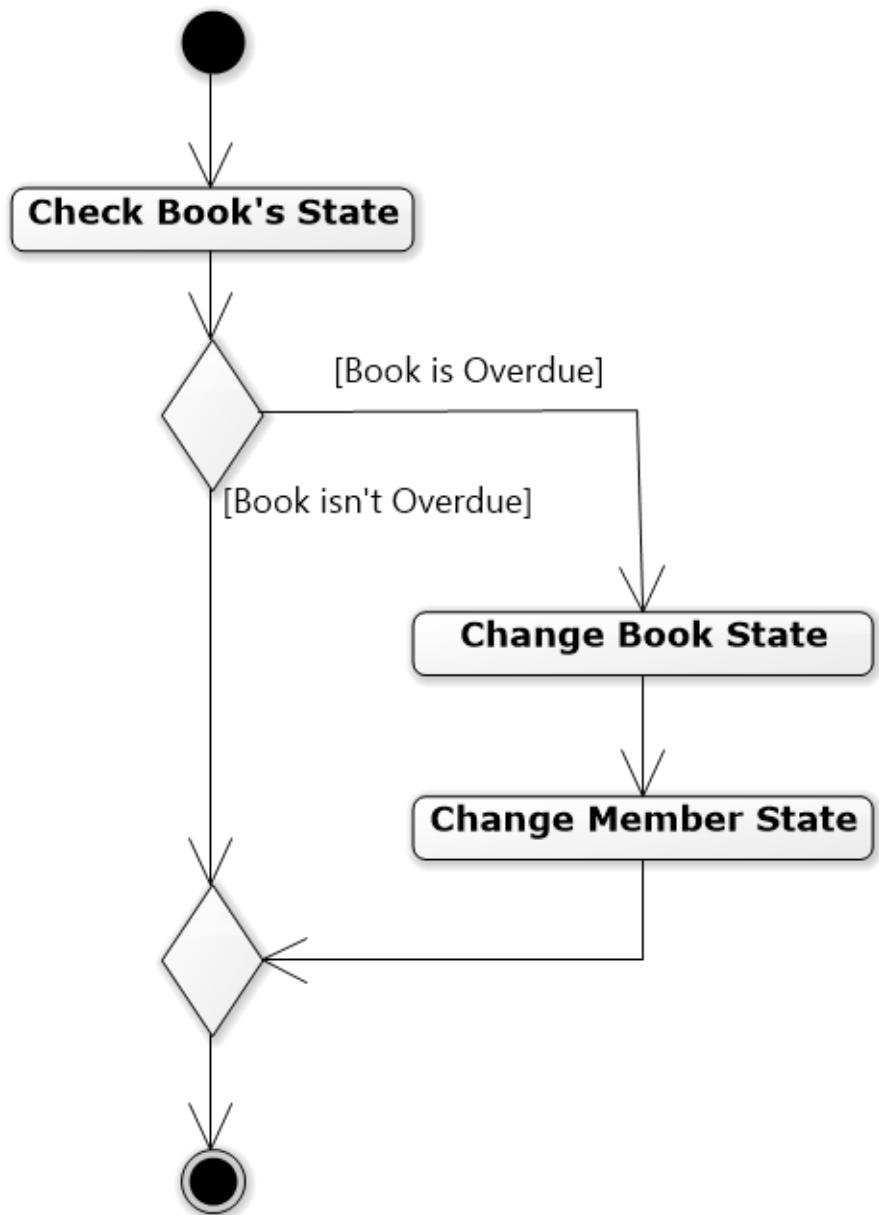 Check Book's State
[Book is Overdue]
[Book isn't Overdue]
Change Book State
Change Member State